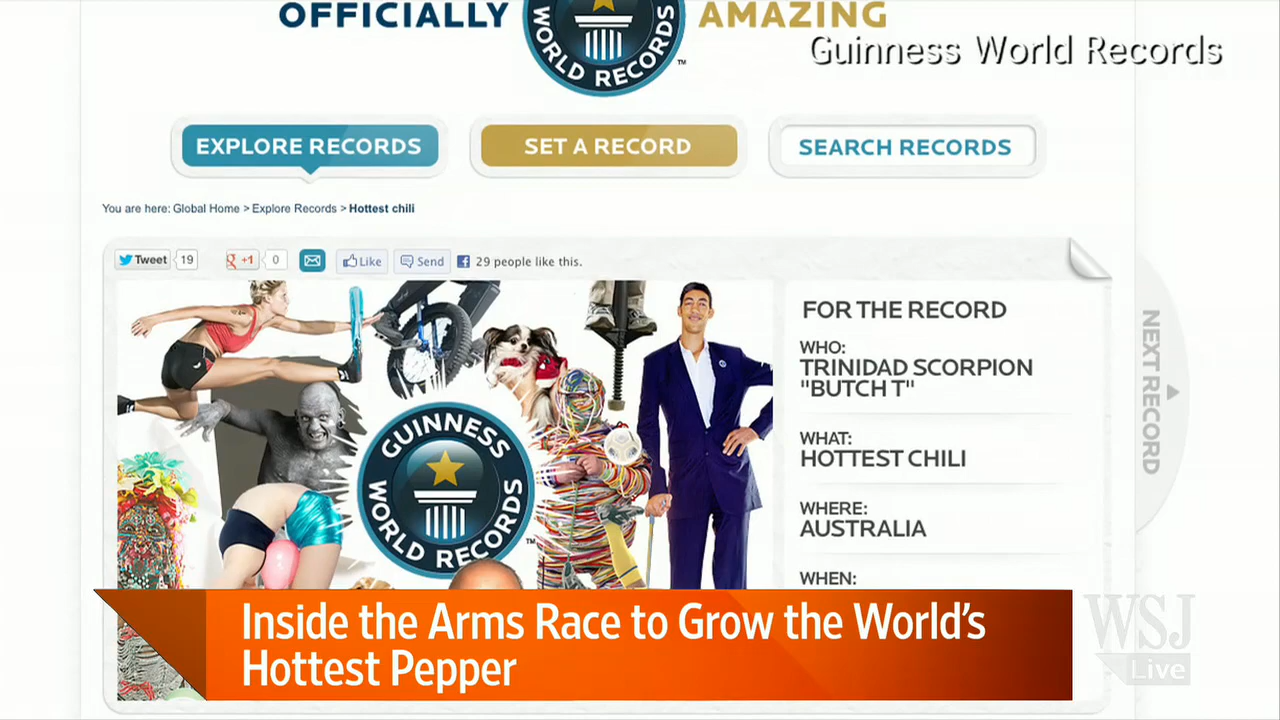 OFFICIALLY
AMAZING
WORLD RECORDS
™
Guinness World Records
EXPLORE RECORDS
SET A RECORD
SEARCH RECORDS
You are here: Global Home > Explore Records > Hottest chili
Tweet 19
+1 0
Like
Send
29 people like this.
GUINNESS
WORLD RECORDS
™
FOR THE RECORD
WHO:
TRINIDAD SCORPION
"BUTCH T"
WHAT:
HOTTEST CHILI
WHERE:
AUSTRALIA
WHEN:
NEXT RECORD
Inside the Arms Race to Grow the World's
Hottest Pepper
WSJ
Live